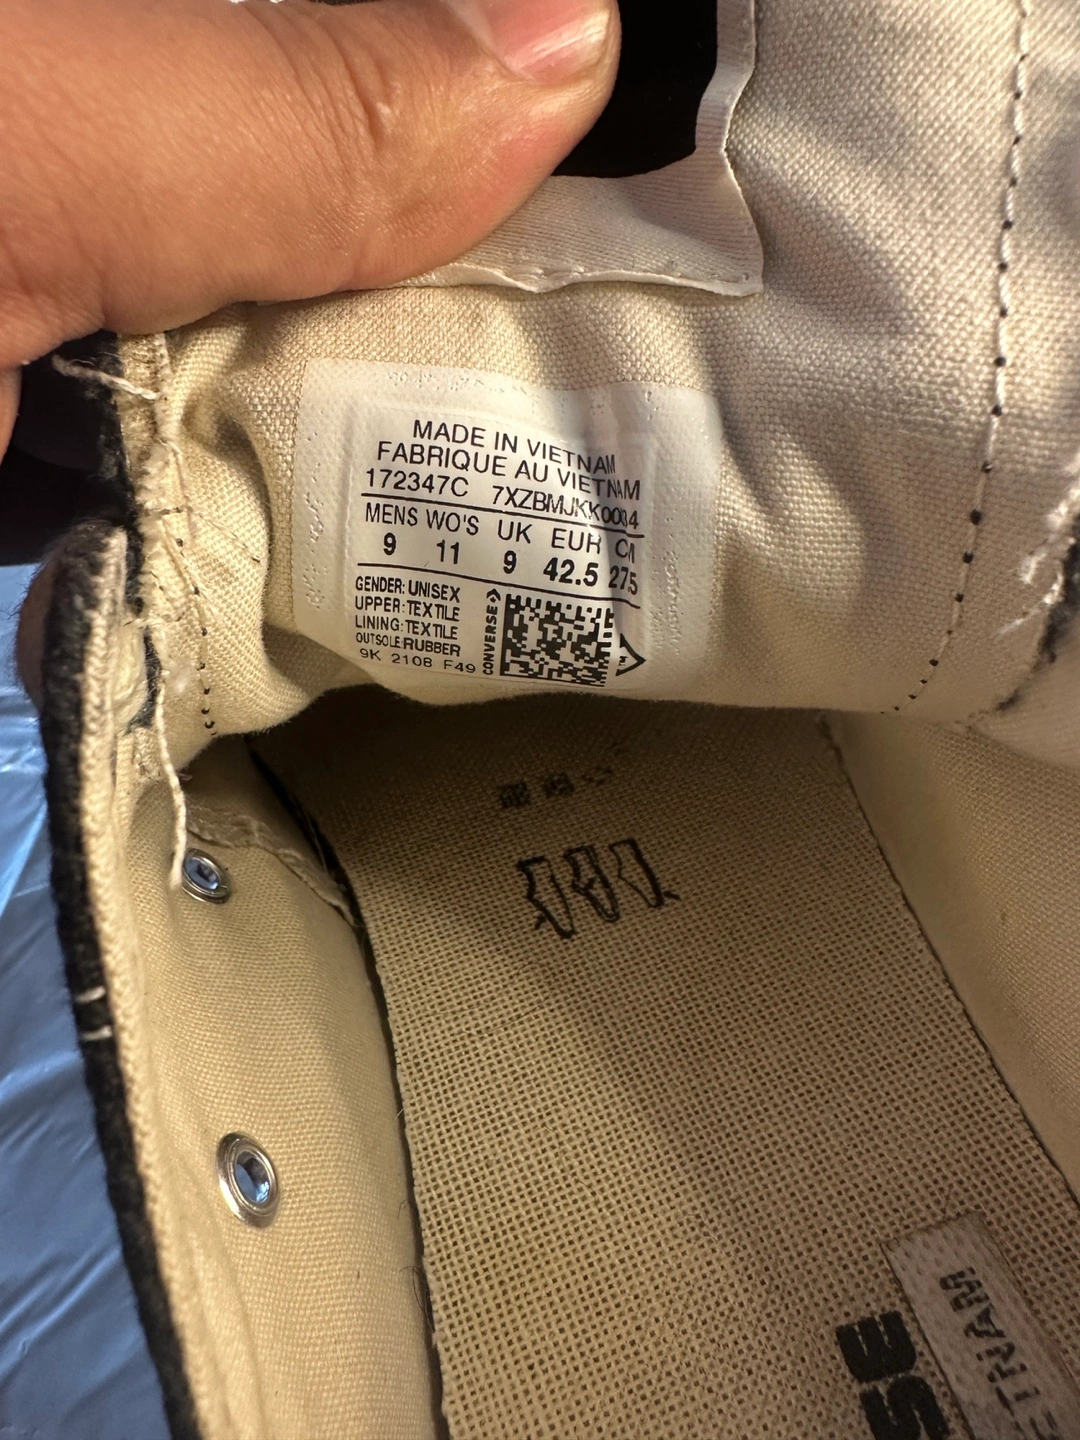 MADE IN VIETNAM
FABRIQUE AU VIETNAM
172347C 7XZBMJKK0004
MENS WO'S UK EUR CM
9 11 9 42.5 27.5
GENDER: UNISEX
UPPER: TEXTILE
LINING: TEXTILE
OUTSOLE: RUBBER
9K 2108 F49
CONVERSE